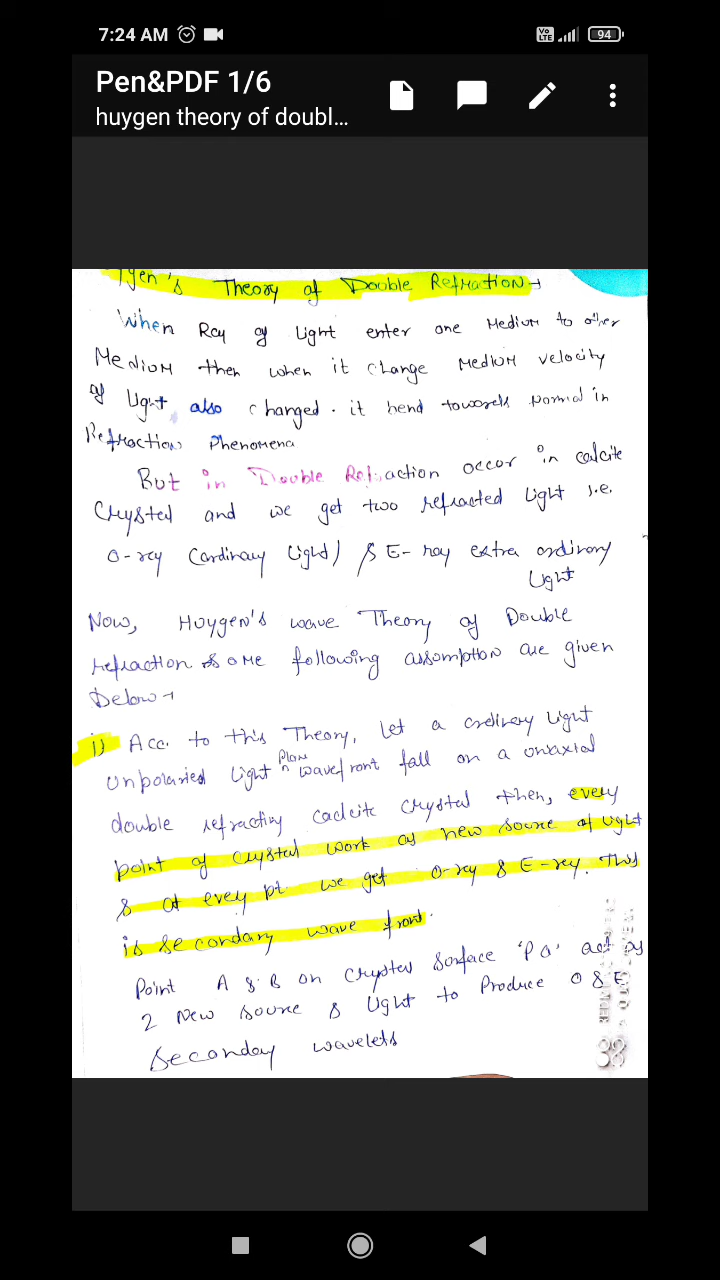 7:24 AM
Vo LTE 94
Pen&PDF 1/6
huygen theory of doubl...
ygen's Theory of Double Refraction →
When Ray of Light enter one Medium to other
Medium then when it change medium velocity
of Light also changed. it bend towards Normal in
Refraction Phenomena
But in Double Refraction occur in calcite
Crystal and we get two refracted Light i.e.
O-ray (ordinary Light) & E-ray extra ordinary
Light
Now, Huygen's wave Theory of Double
refraction some following assumption are given
Below →
i) Acc. to this Theory, let a ordinary Light
Unpolarised Light Plan wavefront fall on a uniaxial
double refracting calcite crystal then, every
point of crystal work as new source of Light
& at every pt. we get O-ray & E-ray. This
is secondary wave front.
Point A & B on crystal Surface 'PQ' act as
2 New source & Light to Produce O & E
Secondary wavelets
38